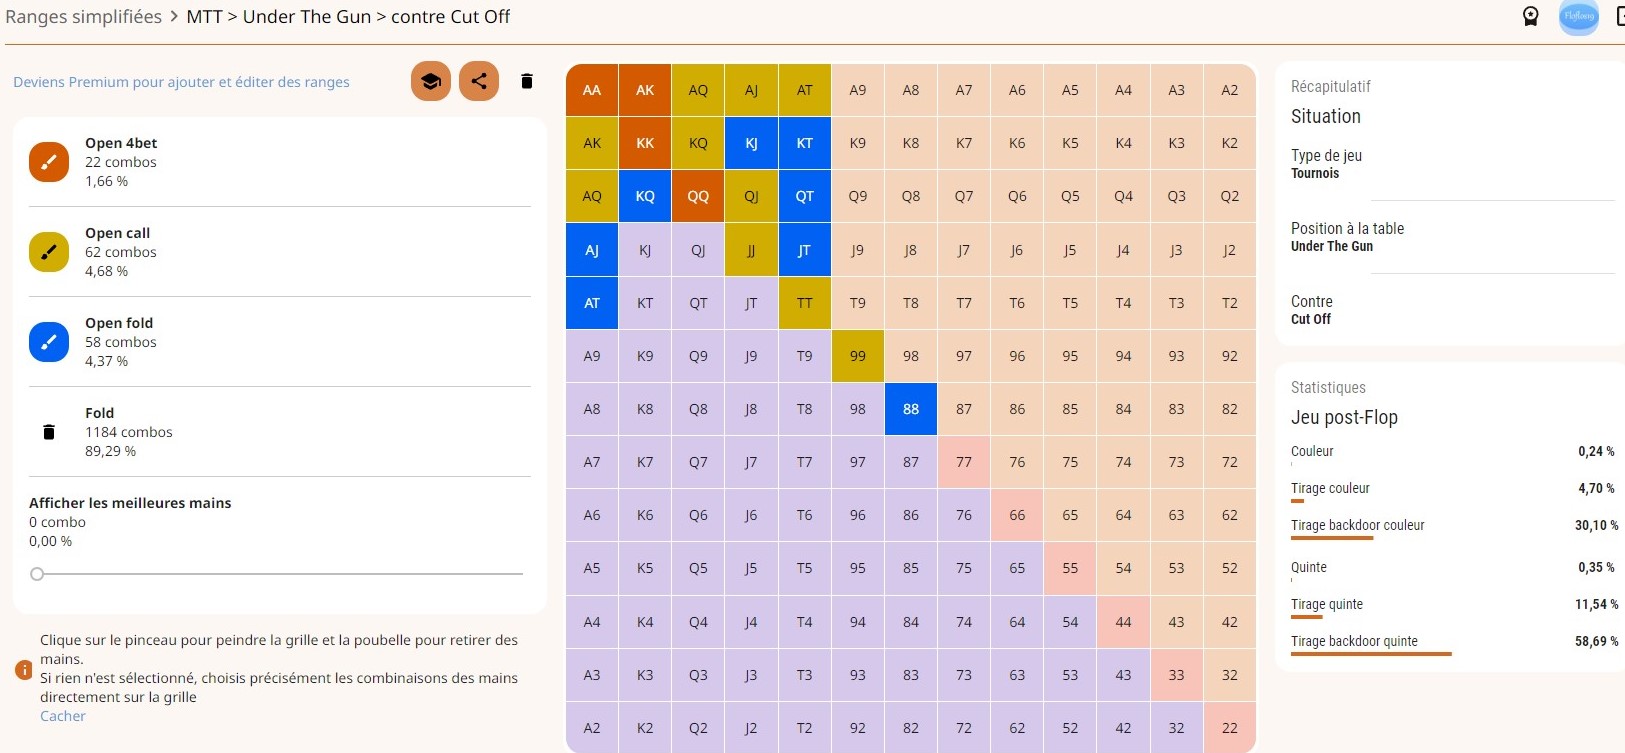 Ranges simplifiées > MTT > Under The Gun > contre Cut Off
Flofloing
Deviens Premium pour ajouter et éditer des ranges
Open 4bet
22 combos
1,66 %
Open call
62 combos
4,68 %
Open fold
58 combos
4,37 %
Fold
1184 combos
89,29 %
Afficher les meilleures mains
0 combo
0,00 %
Clique sur le pinceau pour peindre la grille et la poubelle pour retirer des
mains.
Si rien n'est sélectionné, choisis précisément les combinaisons des mains
directement sur la grille
Cacher
AA AK AQ AJ AT A9 A8 A7 A6 A5 A4 A3 A2
AK KK KQ KJ KT K9 K8 K7 K6 K5 K4 K3 K2
AQ KQ QQ QJ QT Q9 Q8 Q7 Q6 Q5 Q4 Q3 Q2
AJ KJ QJ JJ JT J9 J8 J7 J6 J5 J4 J3 J2
AT KT QT JT TT T9 T8 T7 T6 T5 T4 T3 T2
A9 K9 Q9 J9 T9 99 98 97 96 95 94 93 92
A8 K8 Q8 J8 T8 98 88 87 86 85 84 83 82
A7 K7 Q7 J7 T7 97 87 77 76 75 74 73 72
A6 K6 Q6 J6 T6 96 86 76 66 65 64 63 62
A5 K5 Q5 J5 T5 95 85 75 65 55 54 53 52
A4 K4 Q4 J4 T4 94 84 74 64 54 44 43 42
A3 K3 Q3 J3 T3 93 83 73 63 53 43 33 32
A2 K2 Q2 J2 T2 92 82 72 62 52 42 32 22
Récapitulatif
Situation
Type de jeu
Tournois
Position à la table
Under The Gun
Contre
Cut Off
Statistiques
Jeu post-Flop
Couleur 0,24 %
Tirage couleur 4,70 %
Tirage backdoor couleur 30,10 %
Quinte 0,35 %
Tirage quinte 11,54 %
Tirage backdoor quinte 58,69 %